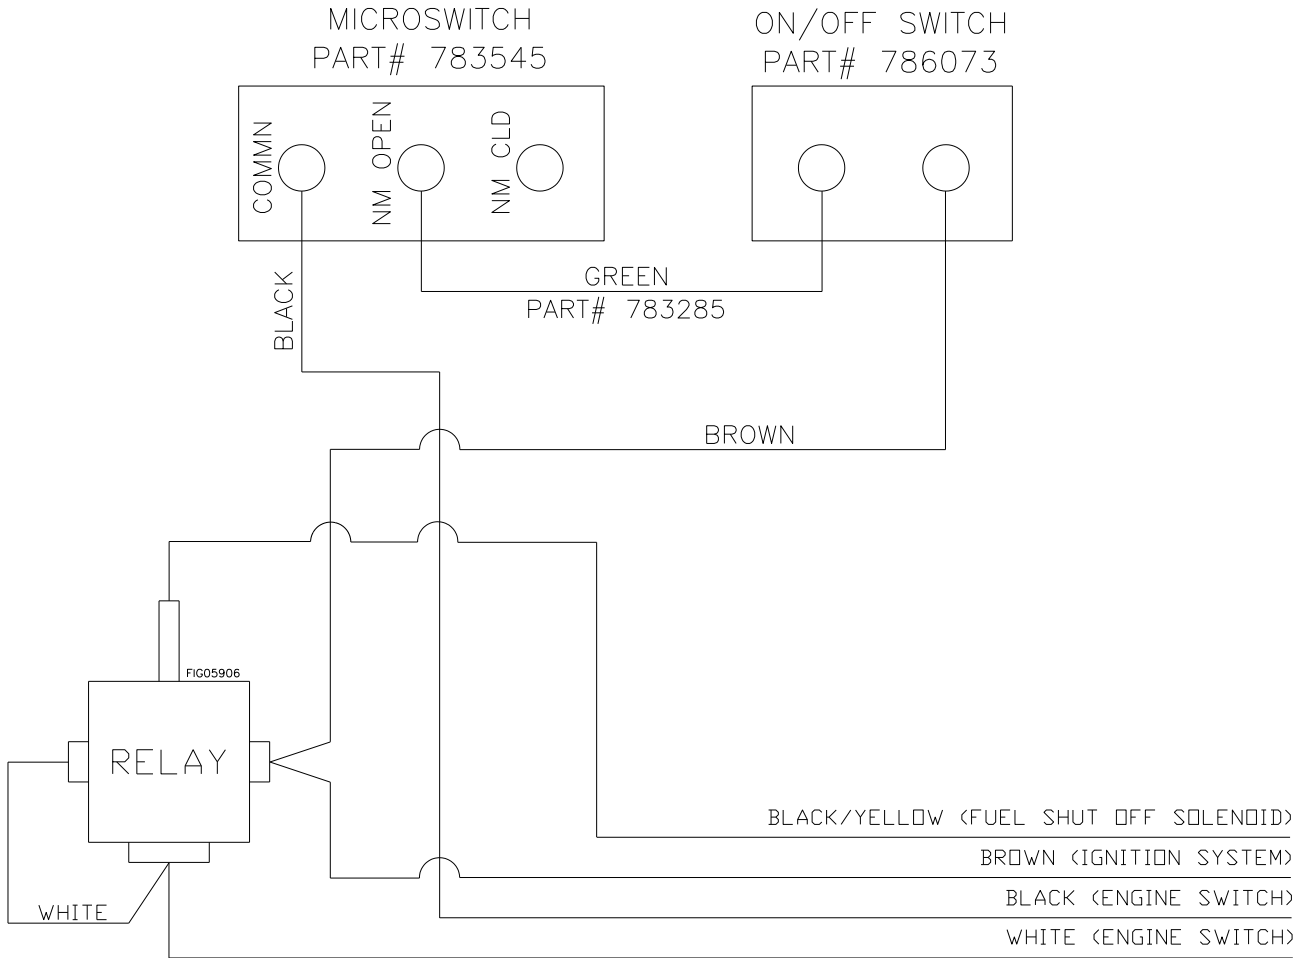 MICROSWITCH
PART# 783545
ON/OFF SWITCH
PART# 786073
COMMN
NM OPEN
NM CLD
BLACK
GREEN
PART# 783285
BROWN
FIG05906
RELAY
WHITE
BLACK/YELLOW (FUEL SHUT OFF SOLENOID)
BROWN (IGNITION SYSTEM)
BLACK (ENGINE SWITCH)
WHITE (ENGINE SWITCH)